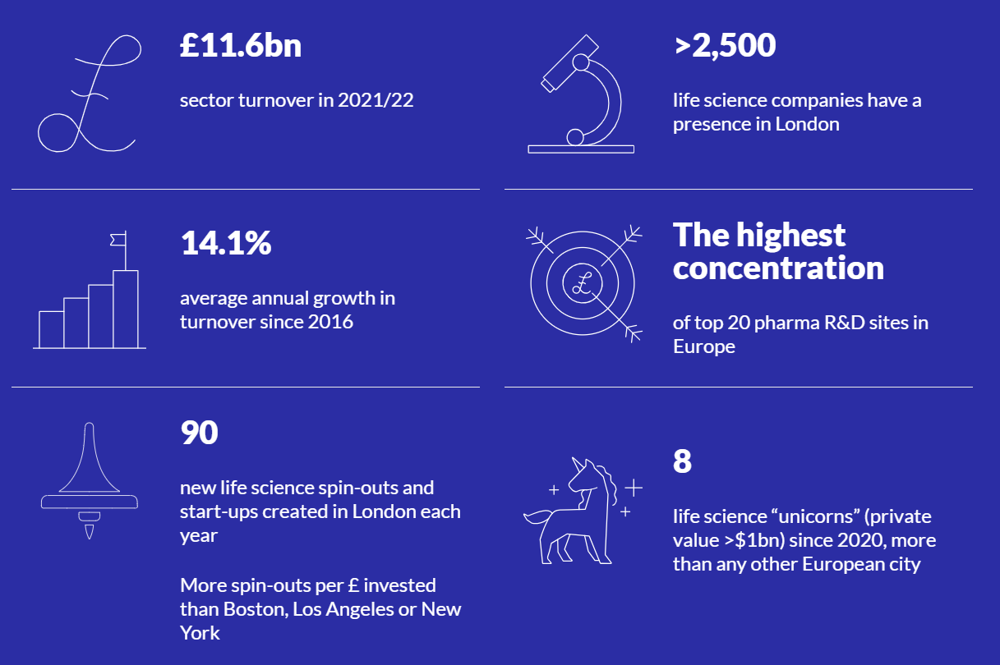 £11.6bn
sector turnover in 2021/22
>2,500
life science companies have a
presence in London
14.1%
average annual growth in
turnover since 2016
The highest
concentration
of top 20 pharma R&D sites in
Europe
90
new life science spin-outs and
start-ups created in London each
year
More spin-outs per £ invested
than Boston, Los Angeles or New
York
8
life science “unicorns” (private
value >$1bn) since 2020, more
than any other European city